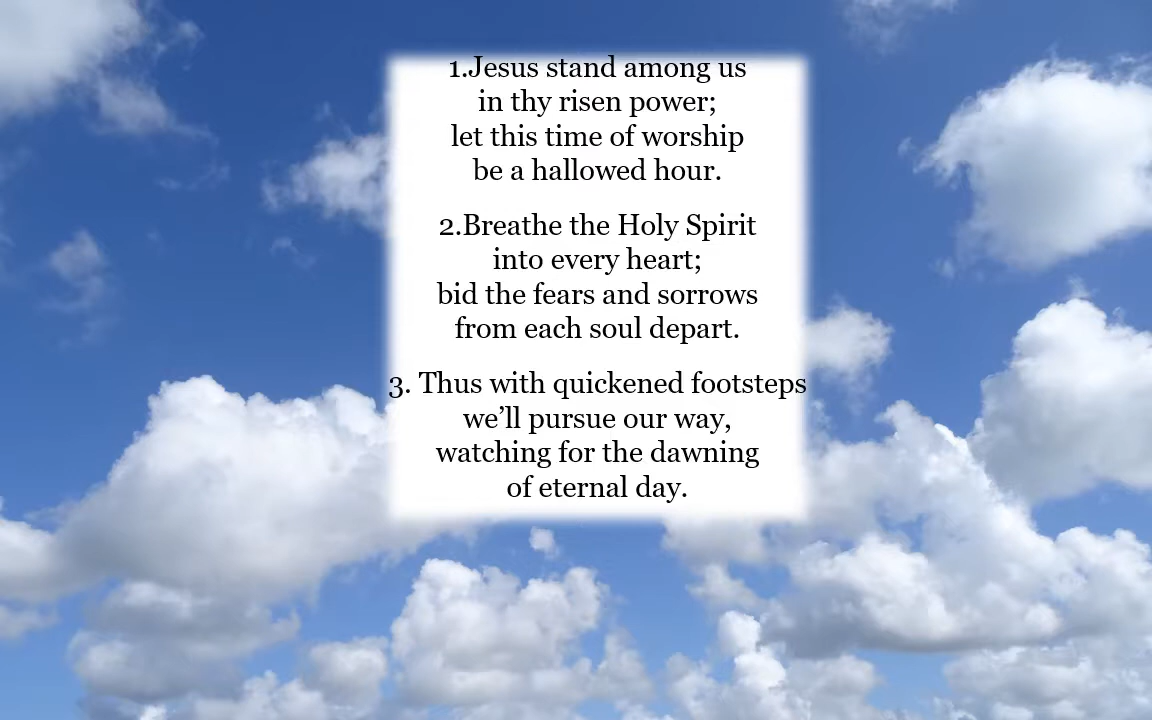 1.Jesus stand among us
in thy risen power;
let this time of worship
be a hallowed hour.
2.Breathe the Holy Spirit
into every heart;
bid the fears and sorrows
from each soul depart.
3. Thus with quickened footsteps
we’ll pursue our way,
watching for the dawning
of eternal day.